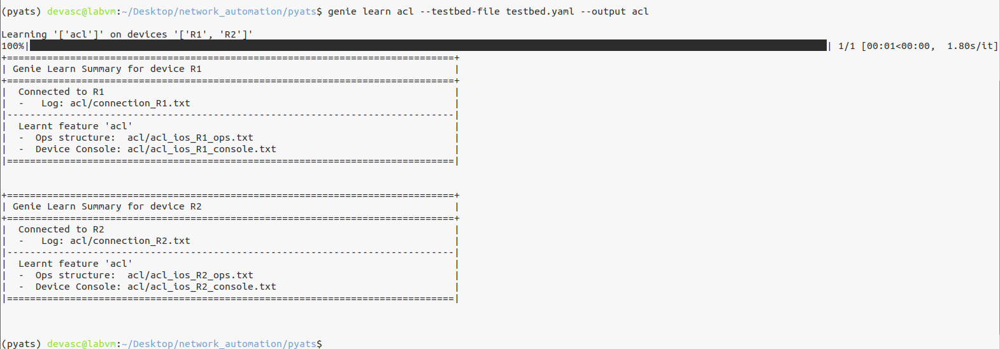 (pyats) devasc@labvm:~/Desktop/network_automation/pyats$ genie learn acl --testbed-file testbed.yaml --output acl
Learning '['acl']' on devices '['R1', 'R2']'
100%|██████████| 1/1 [00:01<00:00,  1.80s/it]
+==============================================================================+
| Genie Learn Summary for device R1                                            |
+==============================================================================+
|  Connected to R1                                                             |
|  -   Log: acl/connection_R1.txt                                              |
|------------------------------------------------------------------------------|
|  Learnt feature 'acl'                                                        |
|  -  Ops structure:  acl/acl_ios_R1_ops.txt                                   |
|  -  Device Console: acl/acl_ios_R1_console.txt                               |
|==============================================================================|
+==============================================================================+
| Genie Learn Summary for device R2                                            |
+==============================================================================+
|  Connected to R2                                                             |
|  -   Log: acl/connection_R2.txt                                              |
|------------------------------------------------------------------------------|
|  Learnt feature 'acl'                                                        |
|  -  Ops structure:  acl/acl_ios_R2_ops.txt                                   |
|  -  Device Console: acl/acl_ios_R2_console.txt                               |
|==============================================================================|
(pyats) devasc@labvm:~/Desktop/network_automation/pyats$